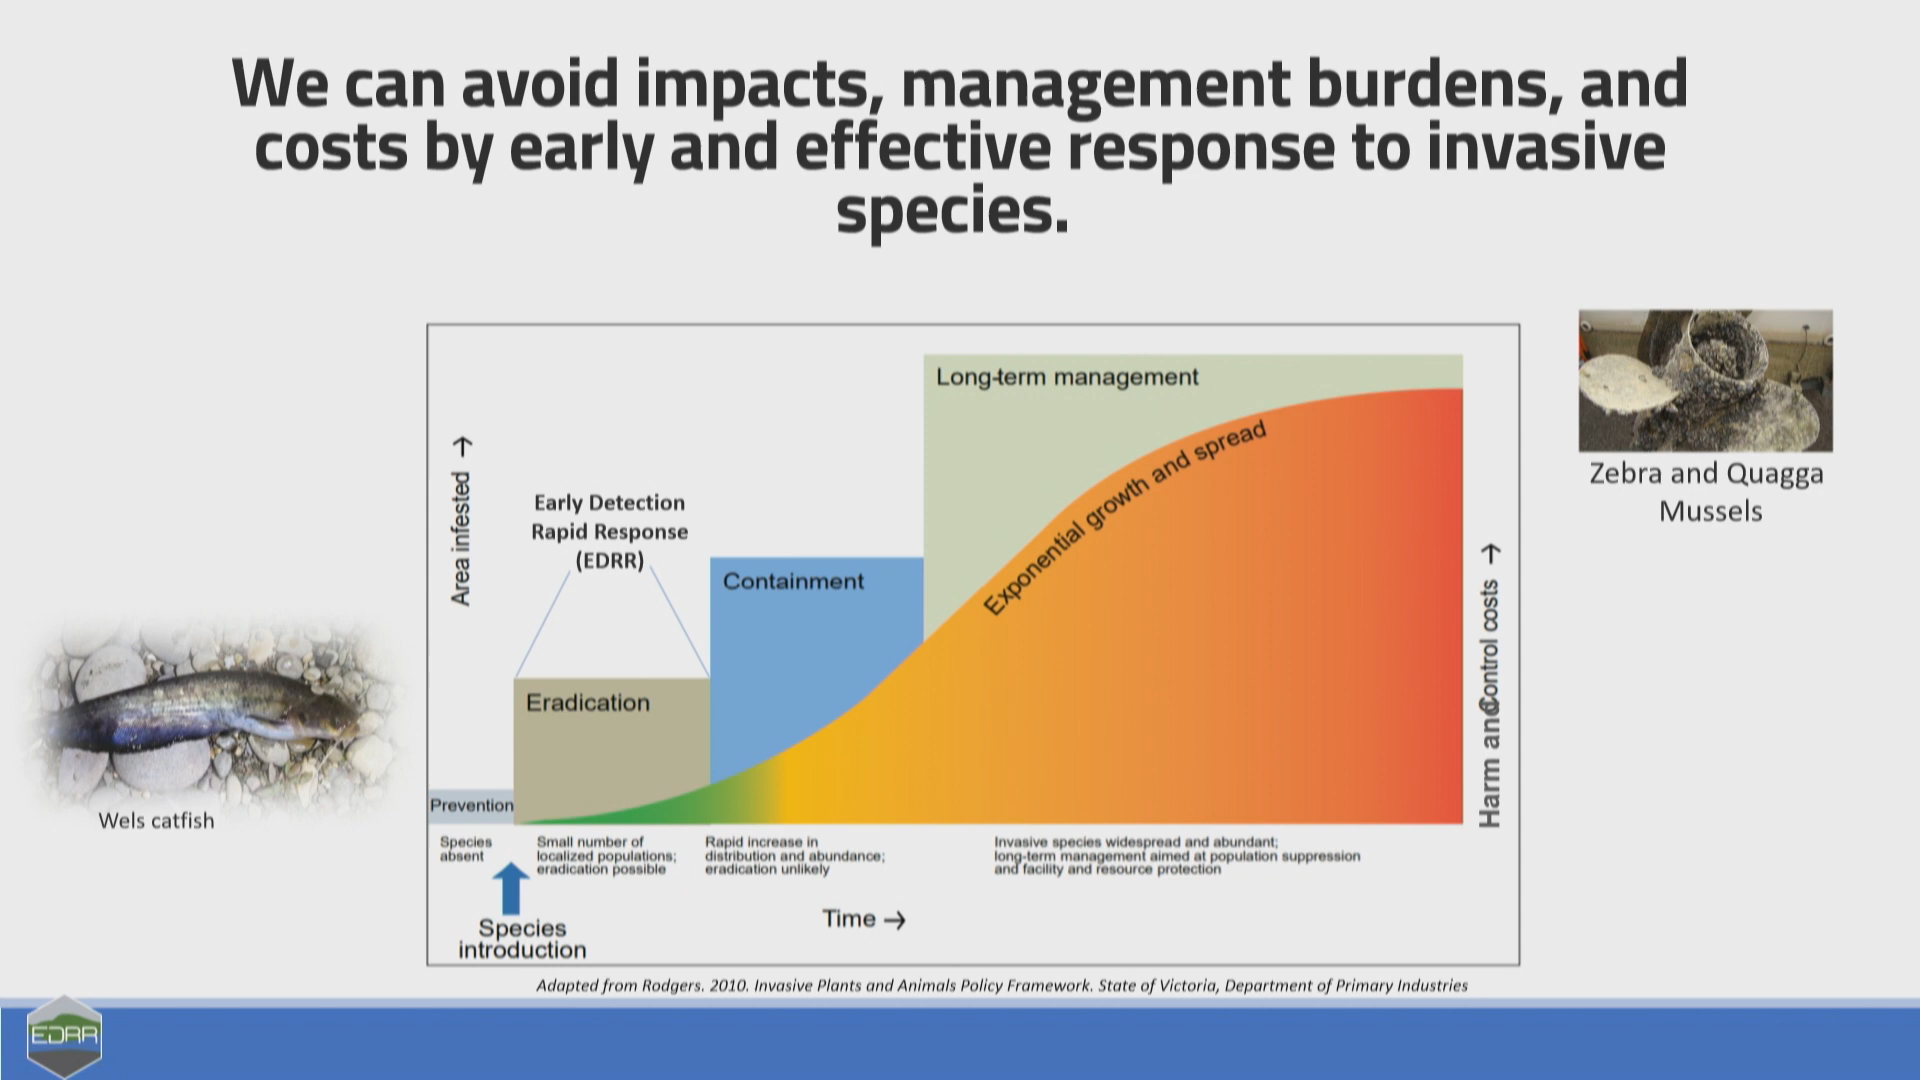 We can avoid impacts, management burdens, and
costs by early and effective response to invasive
species.
Long-term management
Area infested →
Exponential growth and spread
Early Detection
Rapid Response
(EDRR)
Containment
Eradication
Prevention
Harm and Control costs →
Zebra and Quagga
Mussels
Wels catfish
Species
absent
Small number of
localized populations;
eradication possible
Rapid increase in
distribution and abundance;
eradication unlikely
Invasive species widespread and abundant;
long-term management aimed at population suppression
and facility and resource protection
Species
introduction
Time →
Adapted from Rodgers. 2010. Invasive Plants and Animals Policy Framework. State of Victoria, Department of Primary Industries
EDRR